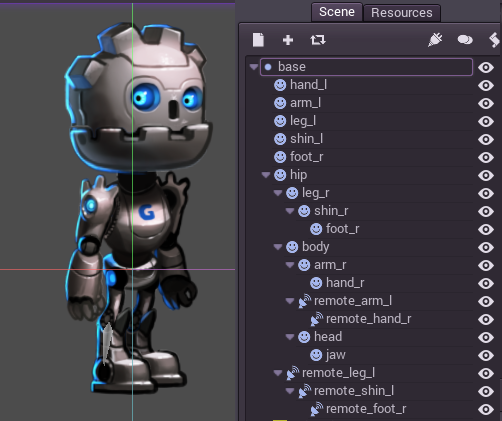 Scene Resources
base
hand_l
arm_l
leg_l
shin_l
foot_r
hip
leg_r
shin_r
foot_r
body
arm_r
hand_r
remote_arm_l
remote_hand_r
head
jaw
remote_leg_l
remote_shin_l
remote_foot_r
G